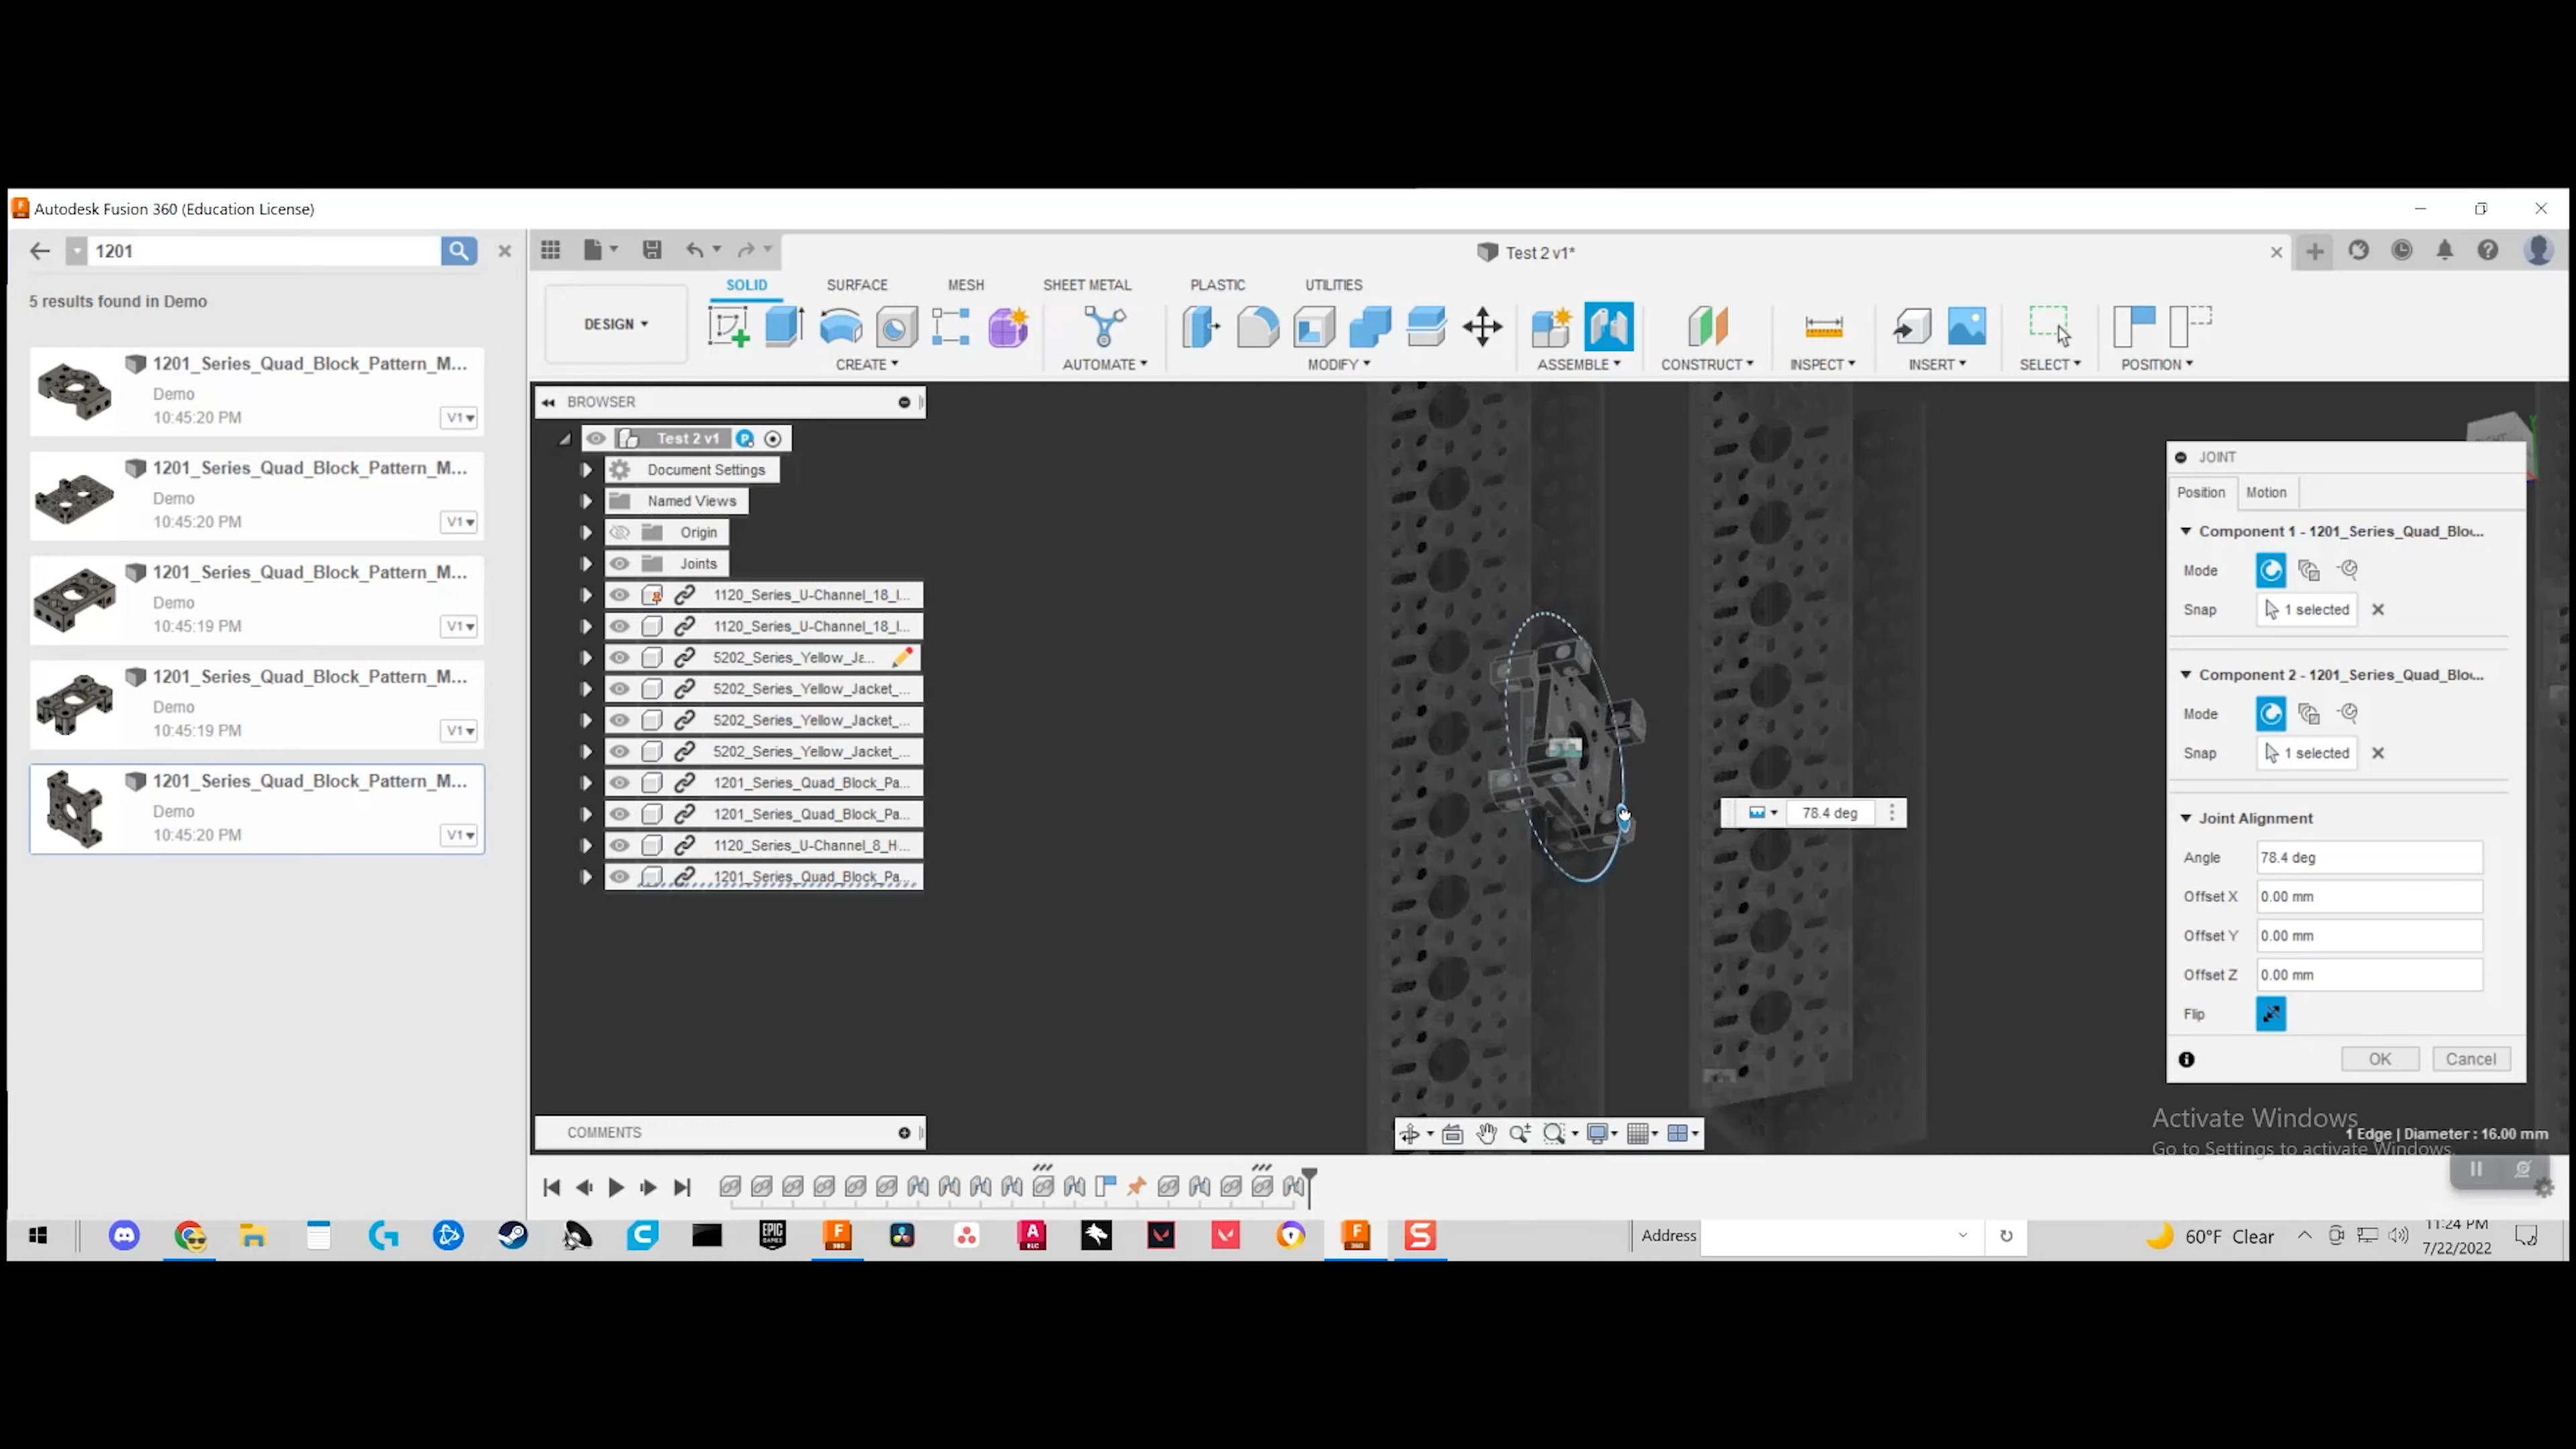 Autodesk Fusion 360 (Education License)
1201
5 results found in Demo
1201_Series_Quad_Block_Pattern_M...
Demo
10:45:20 PM
V1
1201_Series_Quad_Block_Pattern_M...
Demo
10:45:20 PM
V1
1201_Series_Quad_Block_Pattern_M...
Demo
10:45:19 PM
V1
1201_Series_Quad_Block_Pattern_M...
Demo
10:45:19 PM
V1
1201_Series_Quad_Block_Pattern_M...
Demo
10:45:20 PM
V1
Test 2 v1*
DESIGN
SOLID
SURFACE
MESH
SHEET METAL
PLASTIC
UTILITIES
CREATE
AUTOMATE
MODIFY
ASSEMBLE
CONSTRUCT
INSPECT
INSERT
SELECT
POSITION
BROWSER
Test 2 v1
Document Settings
Named Views
Origin
Joints
1120_Series_U-Channel_18_I...
1120_Series_U-Channel_18_I...
5202_Series_Yellow_Ja...
5202_Series_Yellow_Jacket_...
5202_Series_Yellow_Jacket_...
5202_Series_Yellow_Jacket_...
1201_Series_Quad_Block_Pa...
1201_Series_Quad_Block_Pa...
1120_Series_U-Channel_8_H...
1201_Series_Quad_Block_Pa...
78.4 deg
JOINT
Position
Motion
Component 1 - 1201_Series_Quad_Blo...
Mode
Snap
1 selected
Component 2 - 1201_Series_Quad_Blo...
Mode
Snap
1 selected
Joint Alignment
Angle
78.4 deg
Offset X
0.00 mm
Offset Y
0.00 mm
Offset Z
0.00 mm
Flip
OK
Cancel
Activate Windows
Go to Settings to activate Windows.
1 Edge | Diameter : 16.00 mm
COMMENTS
EPIC
Address
60°F Clear
11:24 PM
7/22/2022